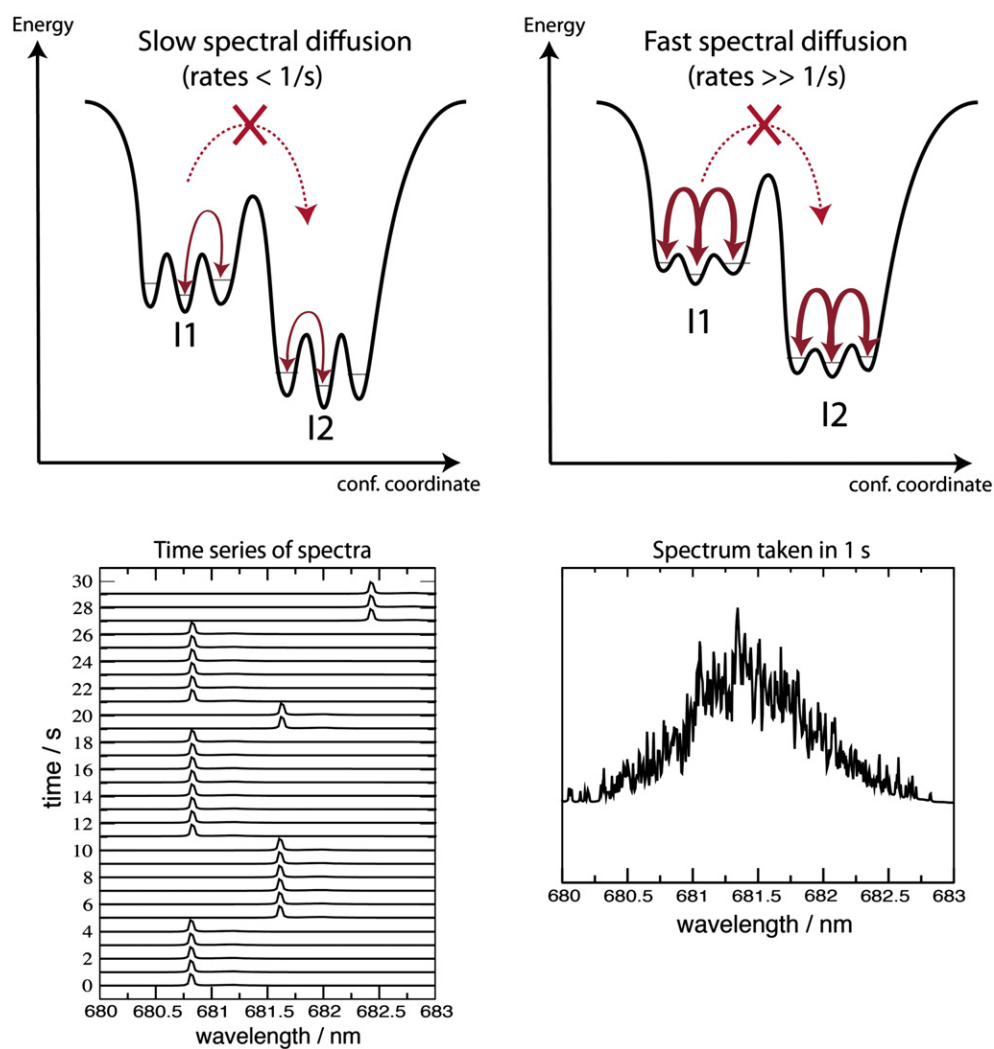 Energy
Slow spectral diffusion
(rates < 1/s)
I1
I2
conf. coordinate
Energy
Fast spectral diffusion
(rates >> 1/s)
I1
I2
conf. coordinate
Time series of spectra
time / s
30
28
26
24
22
20
18
16
14
12
10
8
6
4
2
0
680 680.5 681 681.5 682 682.5 683
wavelength / nm
Spectrum taken in 1 s
680 680.5 681 681.5 682 682.5 683
wavelength / nm